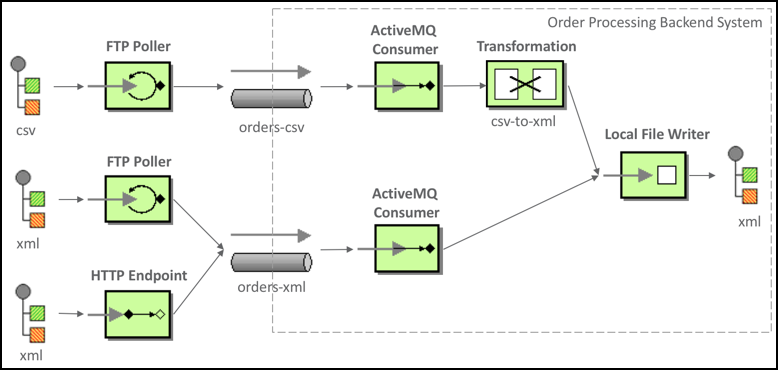 Order Processing Backend System
FTP Poller
ActiveMQ
Consumer
Transformation
csv
orders-csv
csv-to-xml
Local File Writer
FTP Poller
xml
ActiveMQ
Consumer
xml
HTTP Endpoint
orders-xml
xml